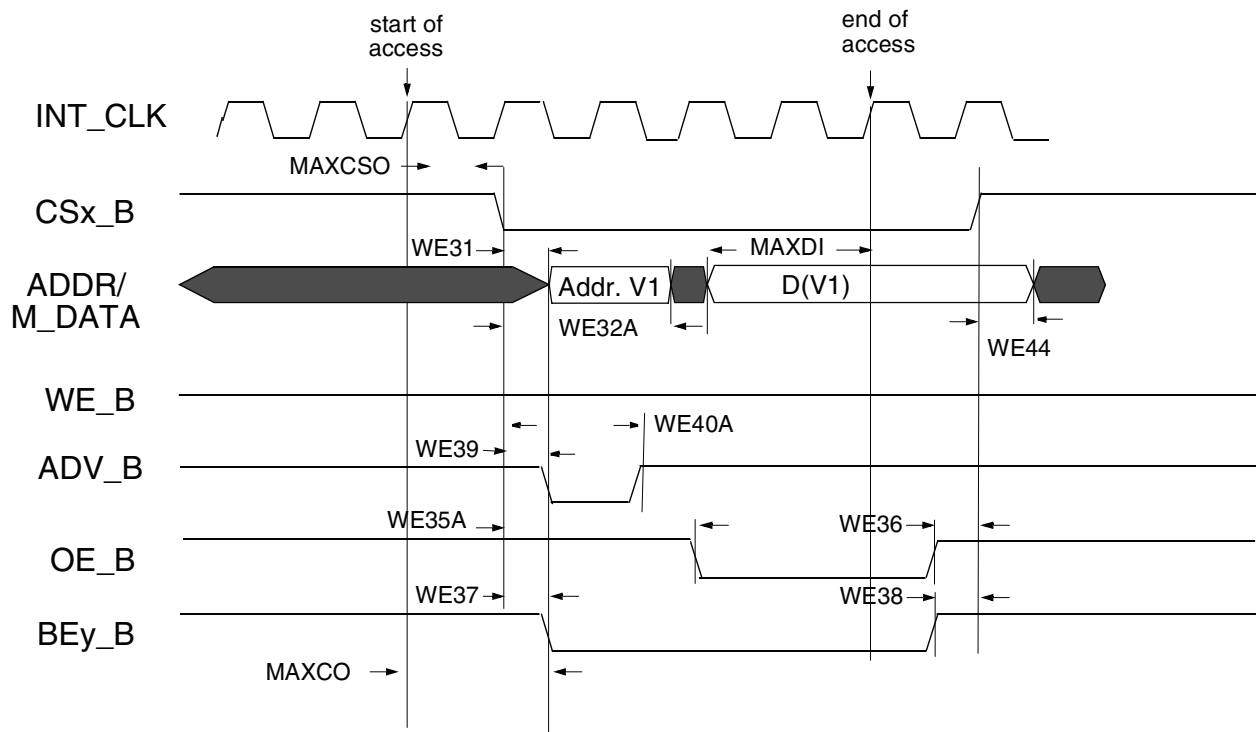 start of
access
end of
access
INT_CLK
MAXCSO
CSx_B
WE31
MAXDI
ADDR/
M_DATA
Addr. V1
D(V1)
WE32A
WE44
WE_B
WE40A
WE39
ADV_B
WE35A
WE36
OE_B
WE37
WE38
BEy_B
MAXCO